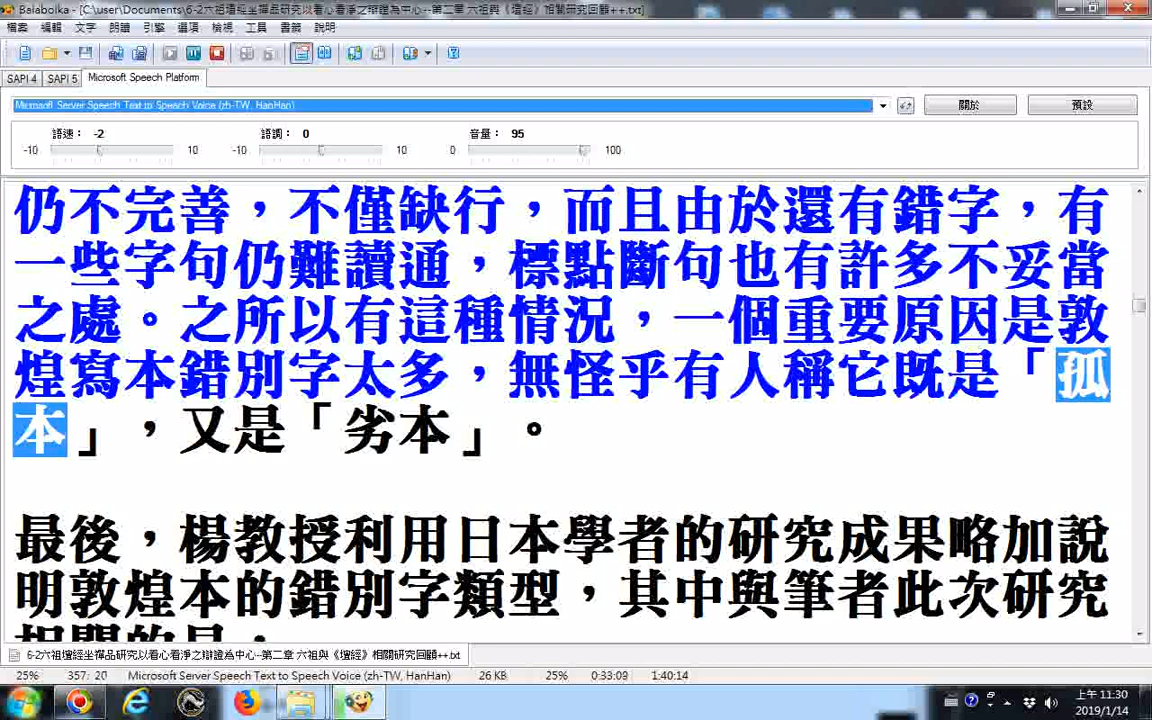 Balabolka - [C:\user\Documents\6-2六祖壇經坐禪品研究以看心看淨之辯證為中心--第二章 六祖與《壇經》相關研究回顧++.txt]
檔案 編輯 文字 朗讀 引擎 選項 檢視 工具 書籤 說明
SAPI 4 SAPI 5 Microsoft Speech Platform
Microsoft Server Speech Text to Speech Voice (zh-TW, HanHan)
關於 預設
語速： -2 語調： 0 音量： 95
-10 10 -10 10 0 100
仍不完善，不僅缺行，而且由於還有錯字，有
一些字句仍難讀通，標點斷句也有許多不妥當
之處。之所以有這種情況，一個重要原因是敦
煌寫本錯別字太多，無怪乎有人稱它既是「孤
本」，又是「劣本」。
最後，楊教授利用日本學者的研究成果略加說
明敦煌本的錯別字類型，其中與筆者此次研究
相關的是，
6-2六祖壇經坐禪品研究以看心看淨之辯證為中心--第二章 六祖與《壇經》相關研究回顧++.txt
25% 357: 20 Microsoft Server Speech Text to Speech Voice (zh-TW, HanHan) 26 KB 25% 0:33:09 1:40:14
上午 11:30
2019/1/14